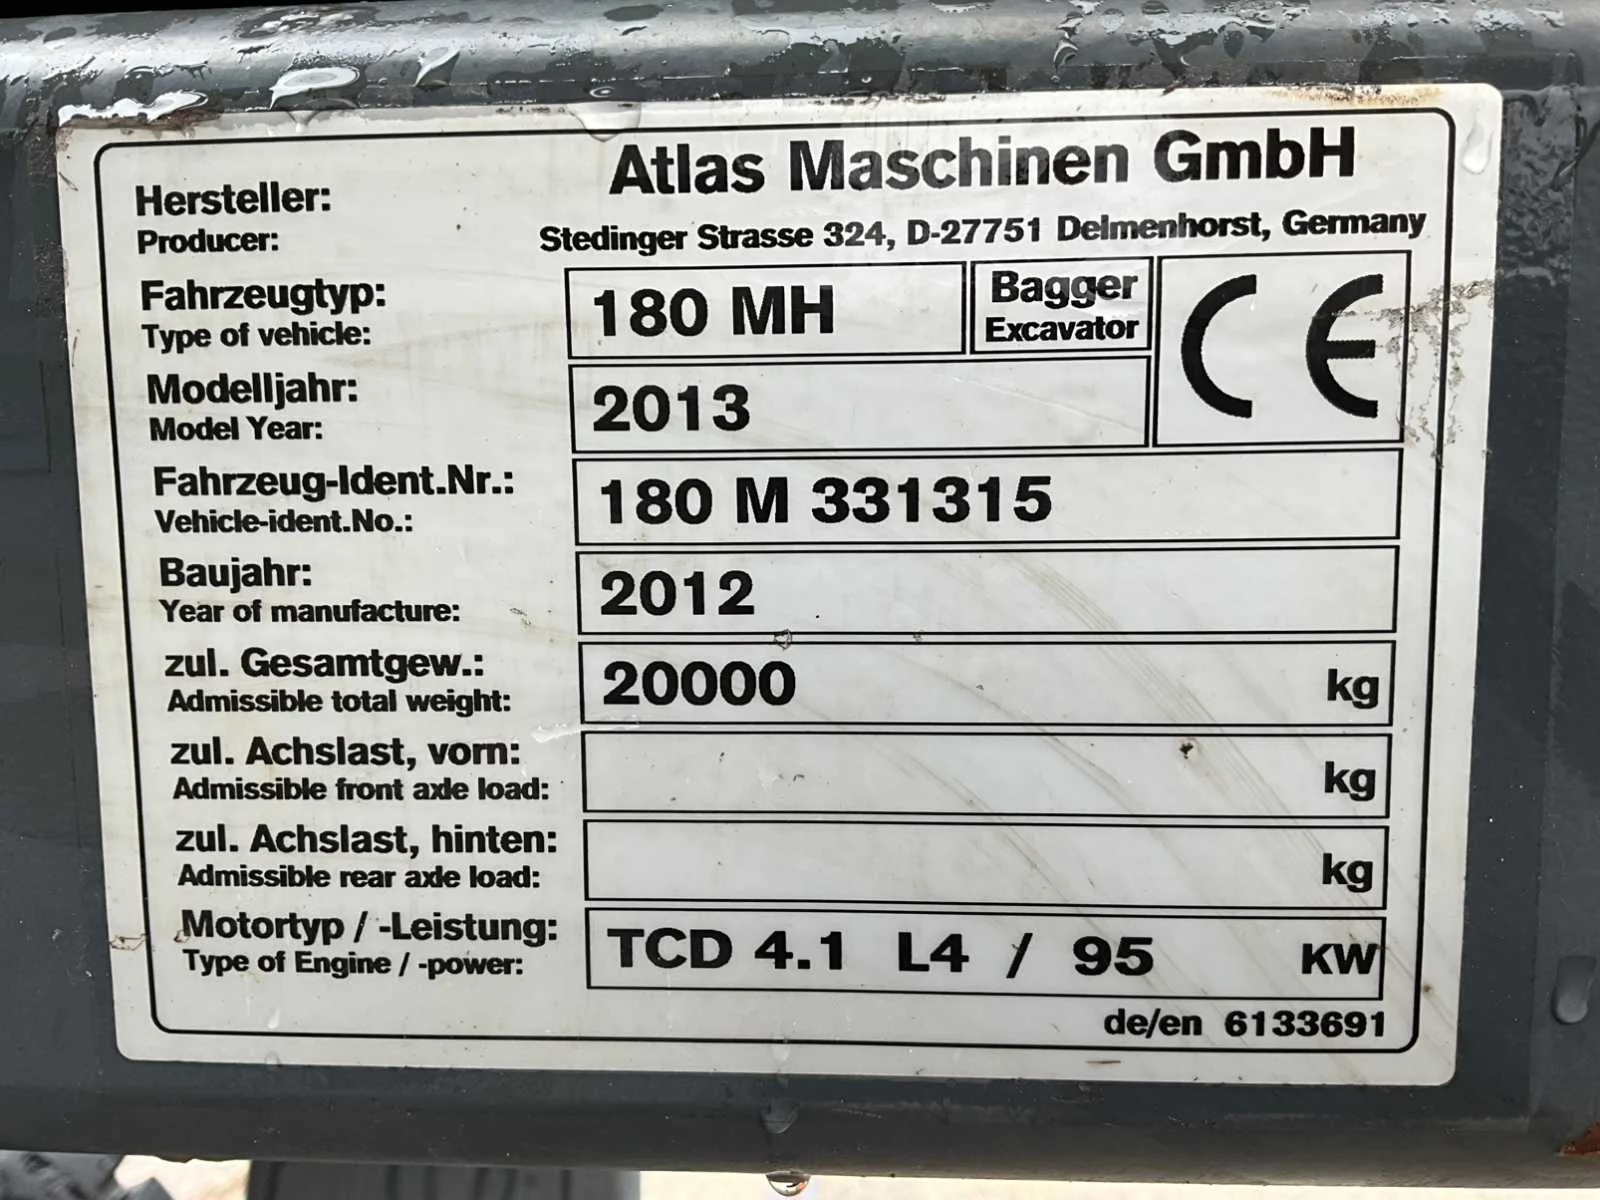 Atlas Maschinen GmbH
Hersteller:
Producer:
Stedinger Strasse 324, D-27751 Delmenhorst, Germany
Fahrzeugtyp: 180 MH Bagger
Type of vehicle: Excavator
CE
Modelljahr: 2013
Model Year:
Fahrzeug-Ident.Nr.: 180 M 331315
Vehicle-ident.No.:
Baujahr: 2012
Year of manufacture:
zul. Gesamtgew.: 20000 kg
Admissible total weight:
zul. Achslast, vorn: kg
Admissible front axle load:
zul. Achslast, hinten: kg
Admissible rear axle load:
Motortyp / -Leistung: TCD 4.1 L4 / 95 KW
Type of Engine / -power:
de/en 6133691